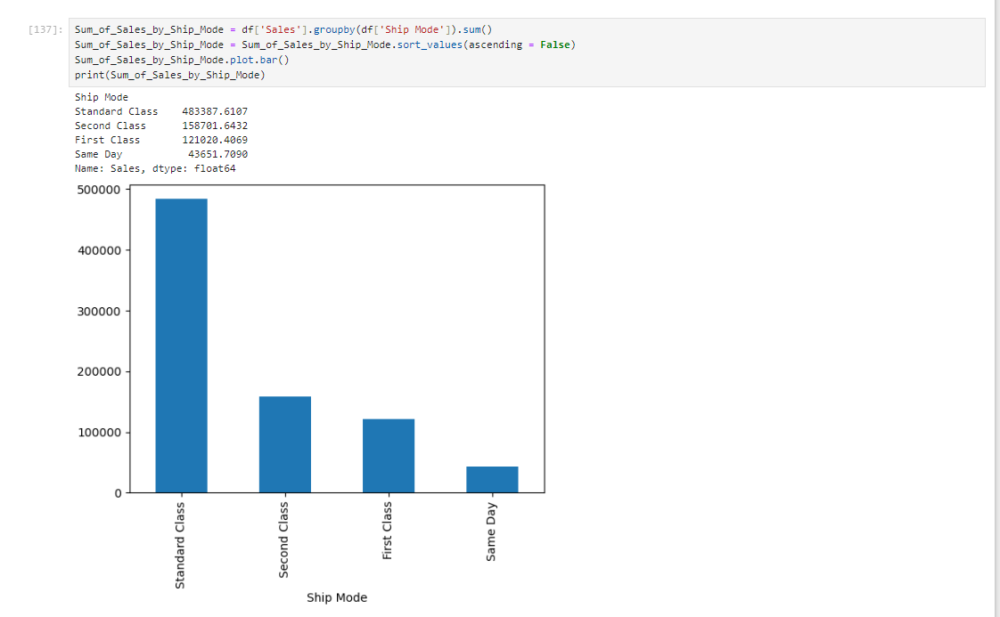 [137]: Sum_of_Sales_by_Ship_Mode = df['Sales'].groupby(df['Ship Mode']).sum()
Sum_of_Sales_by_Ship_Mode = Sum_of_Sales_by_Ship_Mode.sort_values(ascending = False)
Sum_of_Sales_by_Ship_Mode.plot.bar()
print(Sum_of_Sales_by_Ship_Mode)
Ship Mode
Standard Class    483387.6107
Second Class      158701.6432
First Class       121020.4069
Same Day           43651.7090
Name: Sales, dtype: float64
500000
400000
300000
200000
100000
0
Standard Class
Second Class
First Class
Same Day
Ship Mode